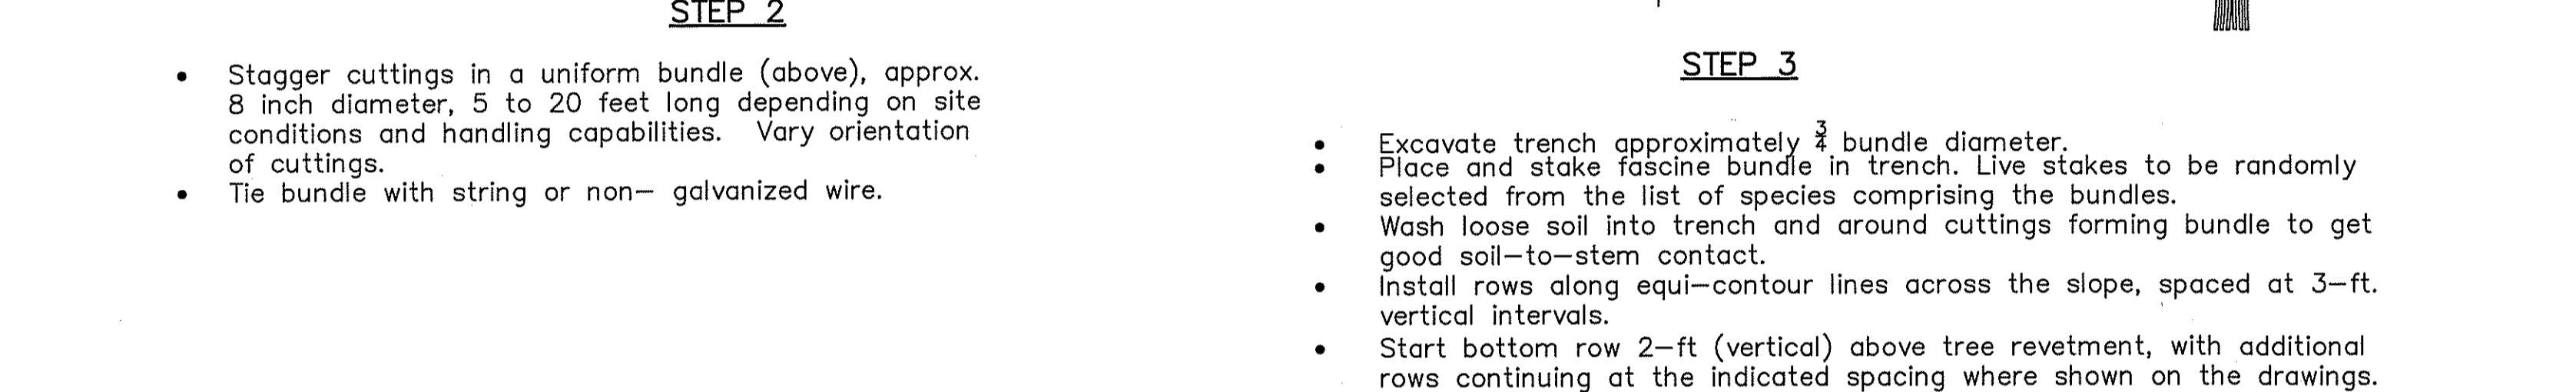 STEP 2
• Stagger cuttings in a uniform bundle (above), approx.
8 inch diameter, 5 to 20 feet long depending on site
conditions and handling capabilities. Vary orientation
of cuttings.
• Tie bundle with string or non— galvanized wire.
STEP 3
• Excavate trench approximately 3/4 bundle diameter.
• Place and stake fascine bundle in trench. Live stakes to be randomly
selected from the list of species comprising the bundles.
• Wash loose soil into trench and around cuttings forming bundle to get
good soil—to—stem contact.
• Install rows along equi—contour lines across the slope, spaced at 3—ft.
vertical intervals.
• Start bottom row 2—ft (vertical) above tree revetment, with additional
rows continuing at the indicated spacing where shown on the drawings.